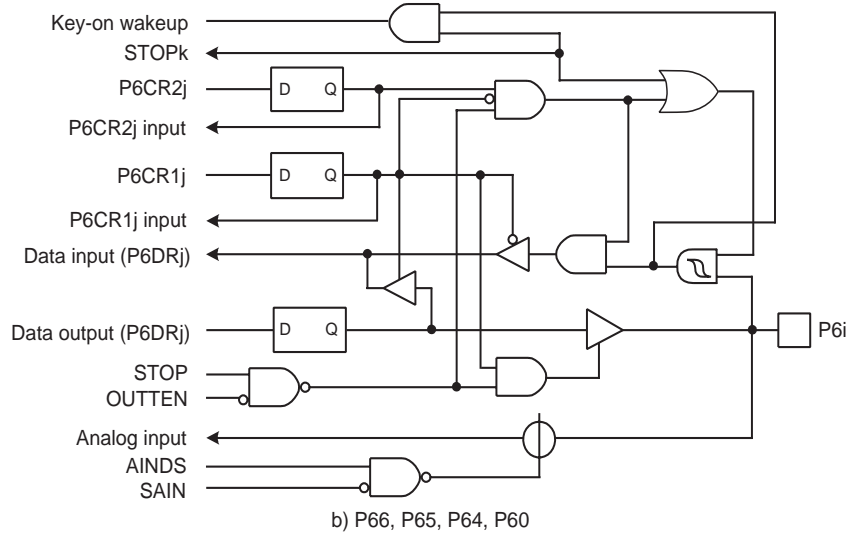 Key-on wakeup
STOPk
P6CR2j
D Q
P6CR2j input
P6CR1j
D Q
P6CR1j input
Data input (P6DRj)
Data output (P6DRj)
D Q
P6i
STOP
OUTTEN
Analog input
AINDS
SAIN
b) P66, P65, P64, P60